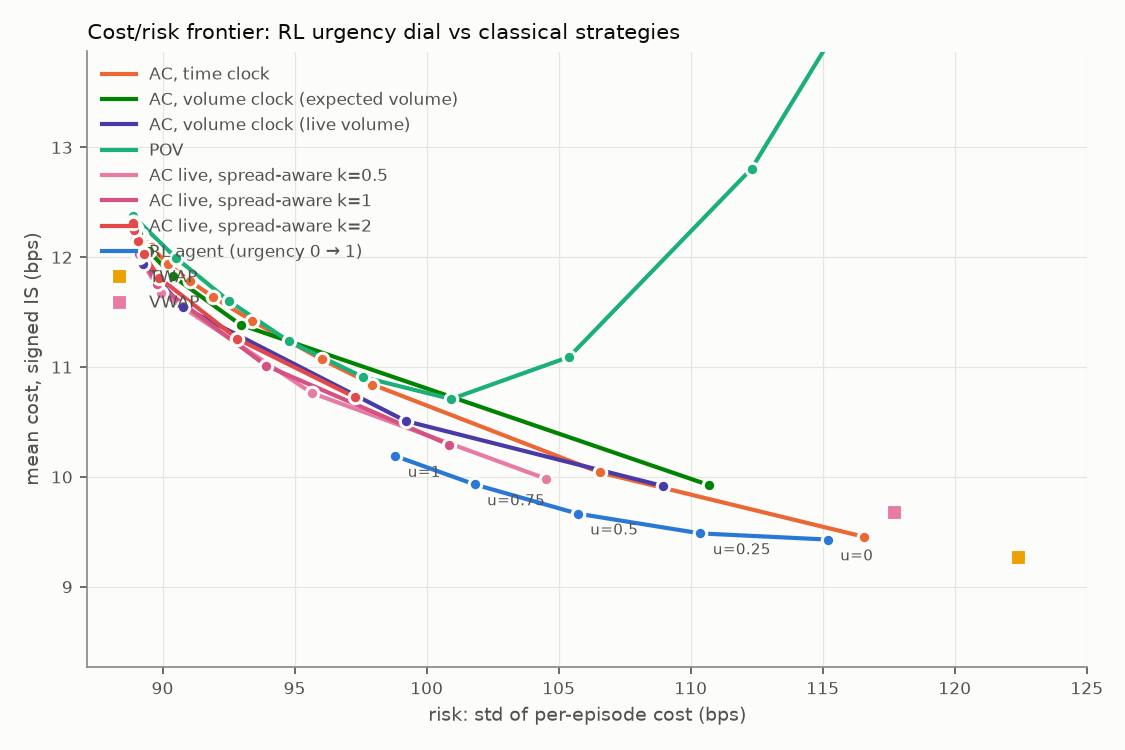 Cost/risk frontier: RL urgency dial vs classical strategies
AC, time clock
AC, volume clock (expected volume)
AC, volume clock (live volume)
POV
AC live, spread-aware k=0.5
AC live, spread-aware k=1
AC live, spread-aware k=2
RL agent (urgency 0 → 1)
TWAP
VWAP
13
12
11
10
9
mean cost, signed IS (bps)
u=1
u=0.75
u=0.5
u=0.25
u=0
90
95
100
105
110
115
120
125
risk: std of per-episode cost (bps)